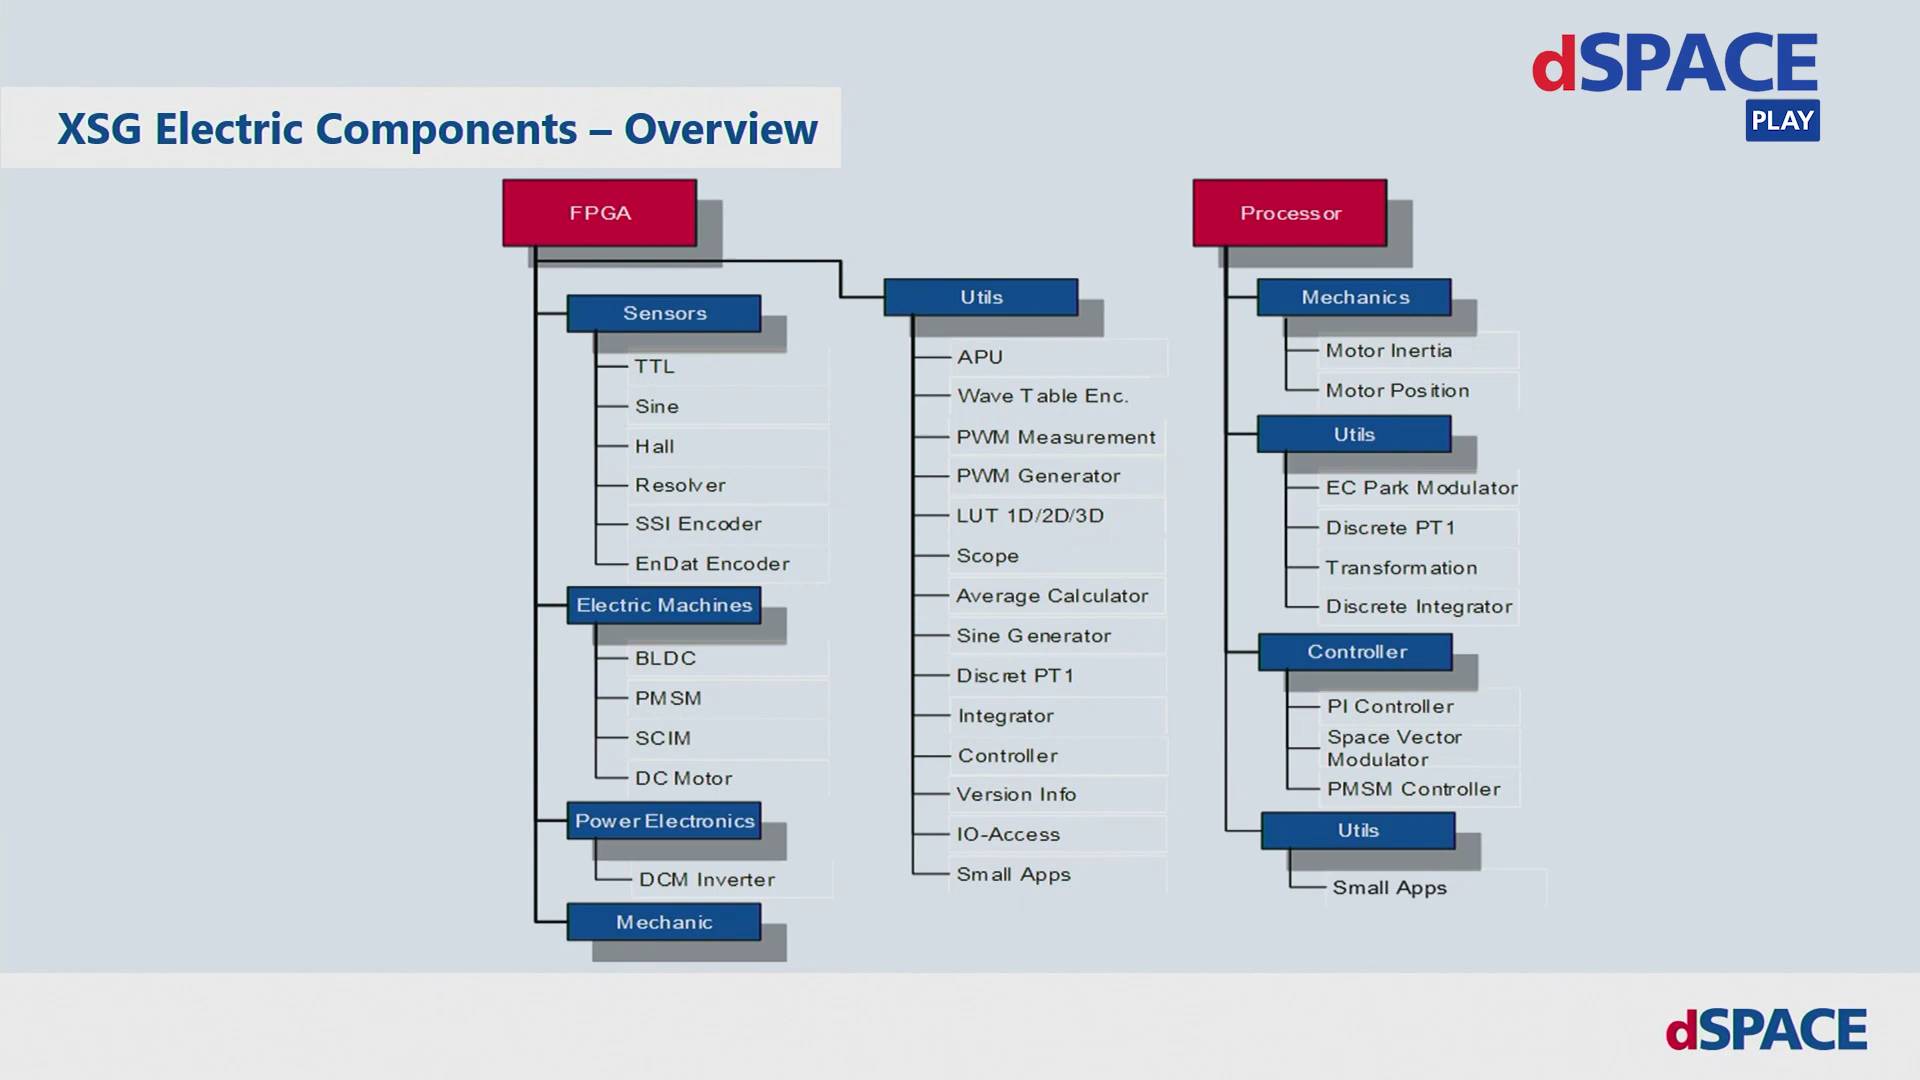 dSPACE
PLAY
XSG Electric Components – Overview
FPGA
Sensors
TTL
Sine
Hall
Resolver
SSI Encoder
EnDat Encoder
Electric Machines
BLDC
PMSM
SCIM
DC Motor
Power Electronics
DCM Inverter
Mechanic
Utils
APU
Wave Table Enc.
PWM Measurement
PWM Generator
LUT 1D/2D/3D
Scope
Average Calculator
Sine Generator
Discret PT1
Integrator
Controller
Version Info
IO-Access
Small Apps
Processor
Mechanics
Motor Inertia
Motor Position
Utils
EC Park Modulator
Discrete PT1
Transformation
Discrete Integrator
Controller
PI Controller
Space Vector
Modulator
PMSM Controller
Utils
Small Apps
dSPACE